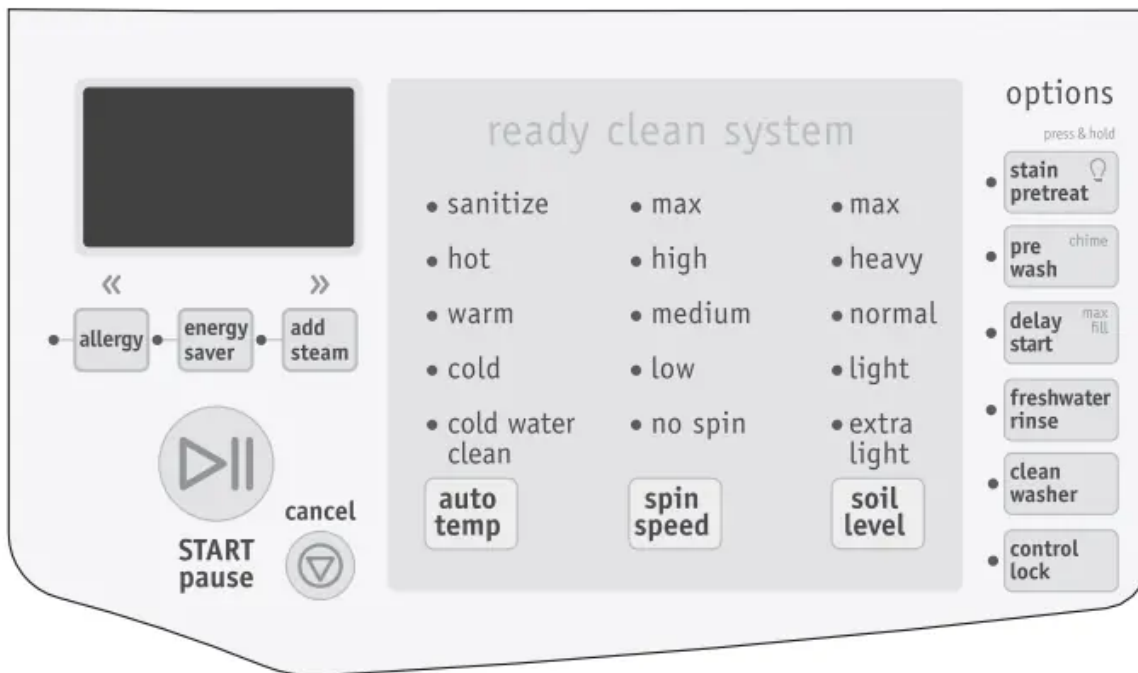 options
press & hold
ready clean system
sanitize
hot
warm
cold
cold water
clean
auto
temp
max
high
medium
low
no spin
spin
speed
max
heavy
normal
light
extra
light
soil
level
stain
pretreat
pre
wash
chime
delay
start
max
fill
freshwater
rinse
clean
washer
control
lock
«
»
allergy
energy
saver
add
steam
START
pause
cancel